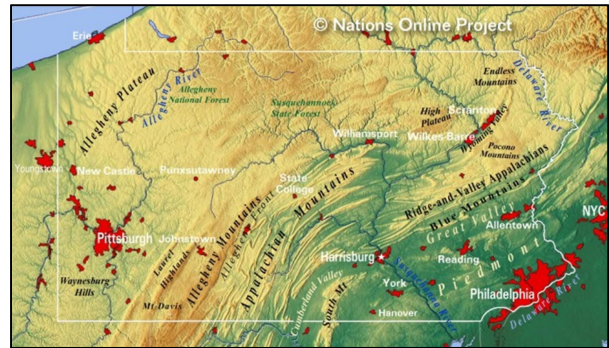 © Nations Online Project
Erie
Allegheny Plateau
Allegheny River
Allegheny
National Forest
Susquehannock
State Forest
Endless
Mountains
Delaware River
High
Plateau
Scranton
Williamsport
Wilkes-Barre
Wyoming Valley
Pocono
Mountains
Youngstown
New Castle
Punxsutawney
State
College
Ridge-and-Valley Appalachians
Blue Mountains
Great Valley
NYC
Allentown
Pittsburgh
Johnstown
Laurel
Highlands
Allegheny Mountains
Allegheny Front
Appalachian Mountains
Harrisburg
Reading
Piedmont
Waynesburg
Hills
Mt. Davis
Cumberland Valley
South Mt.
York
Hanover
Susquehanna River
Philadelphia
Delaware River